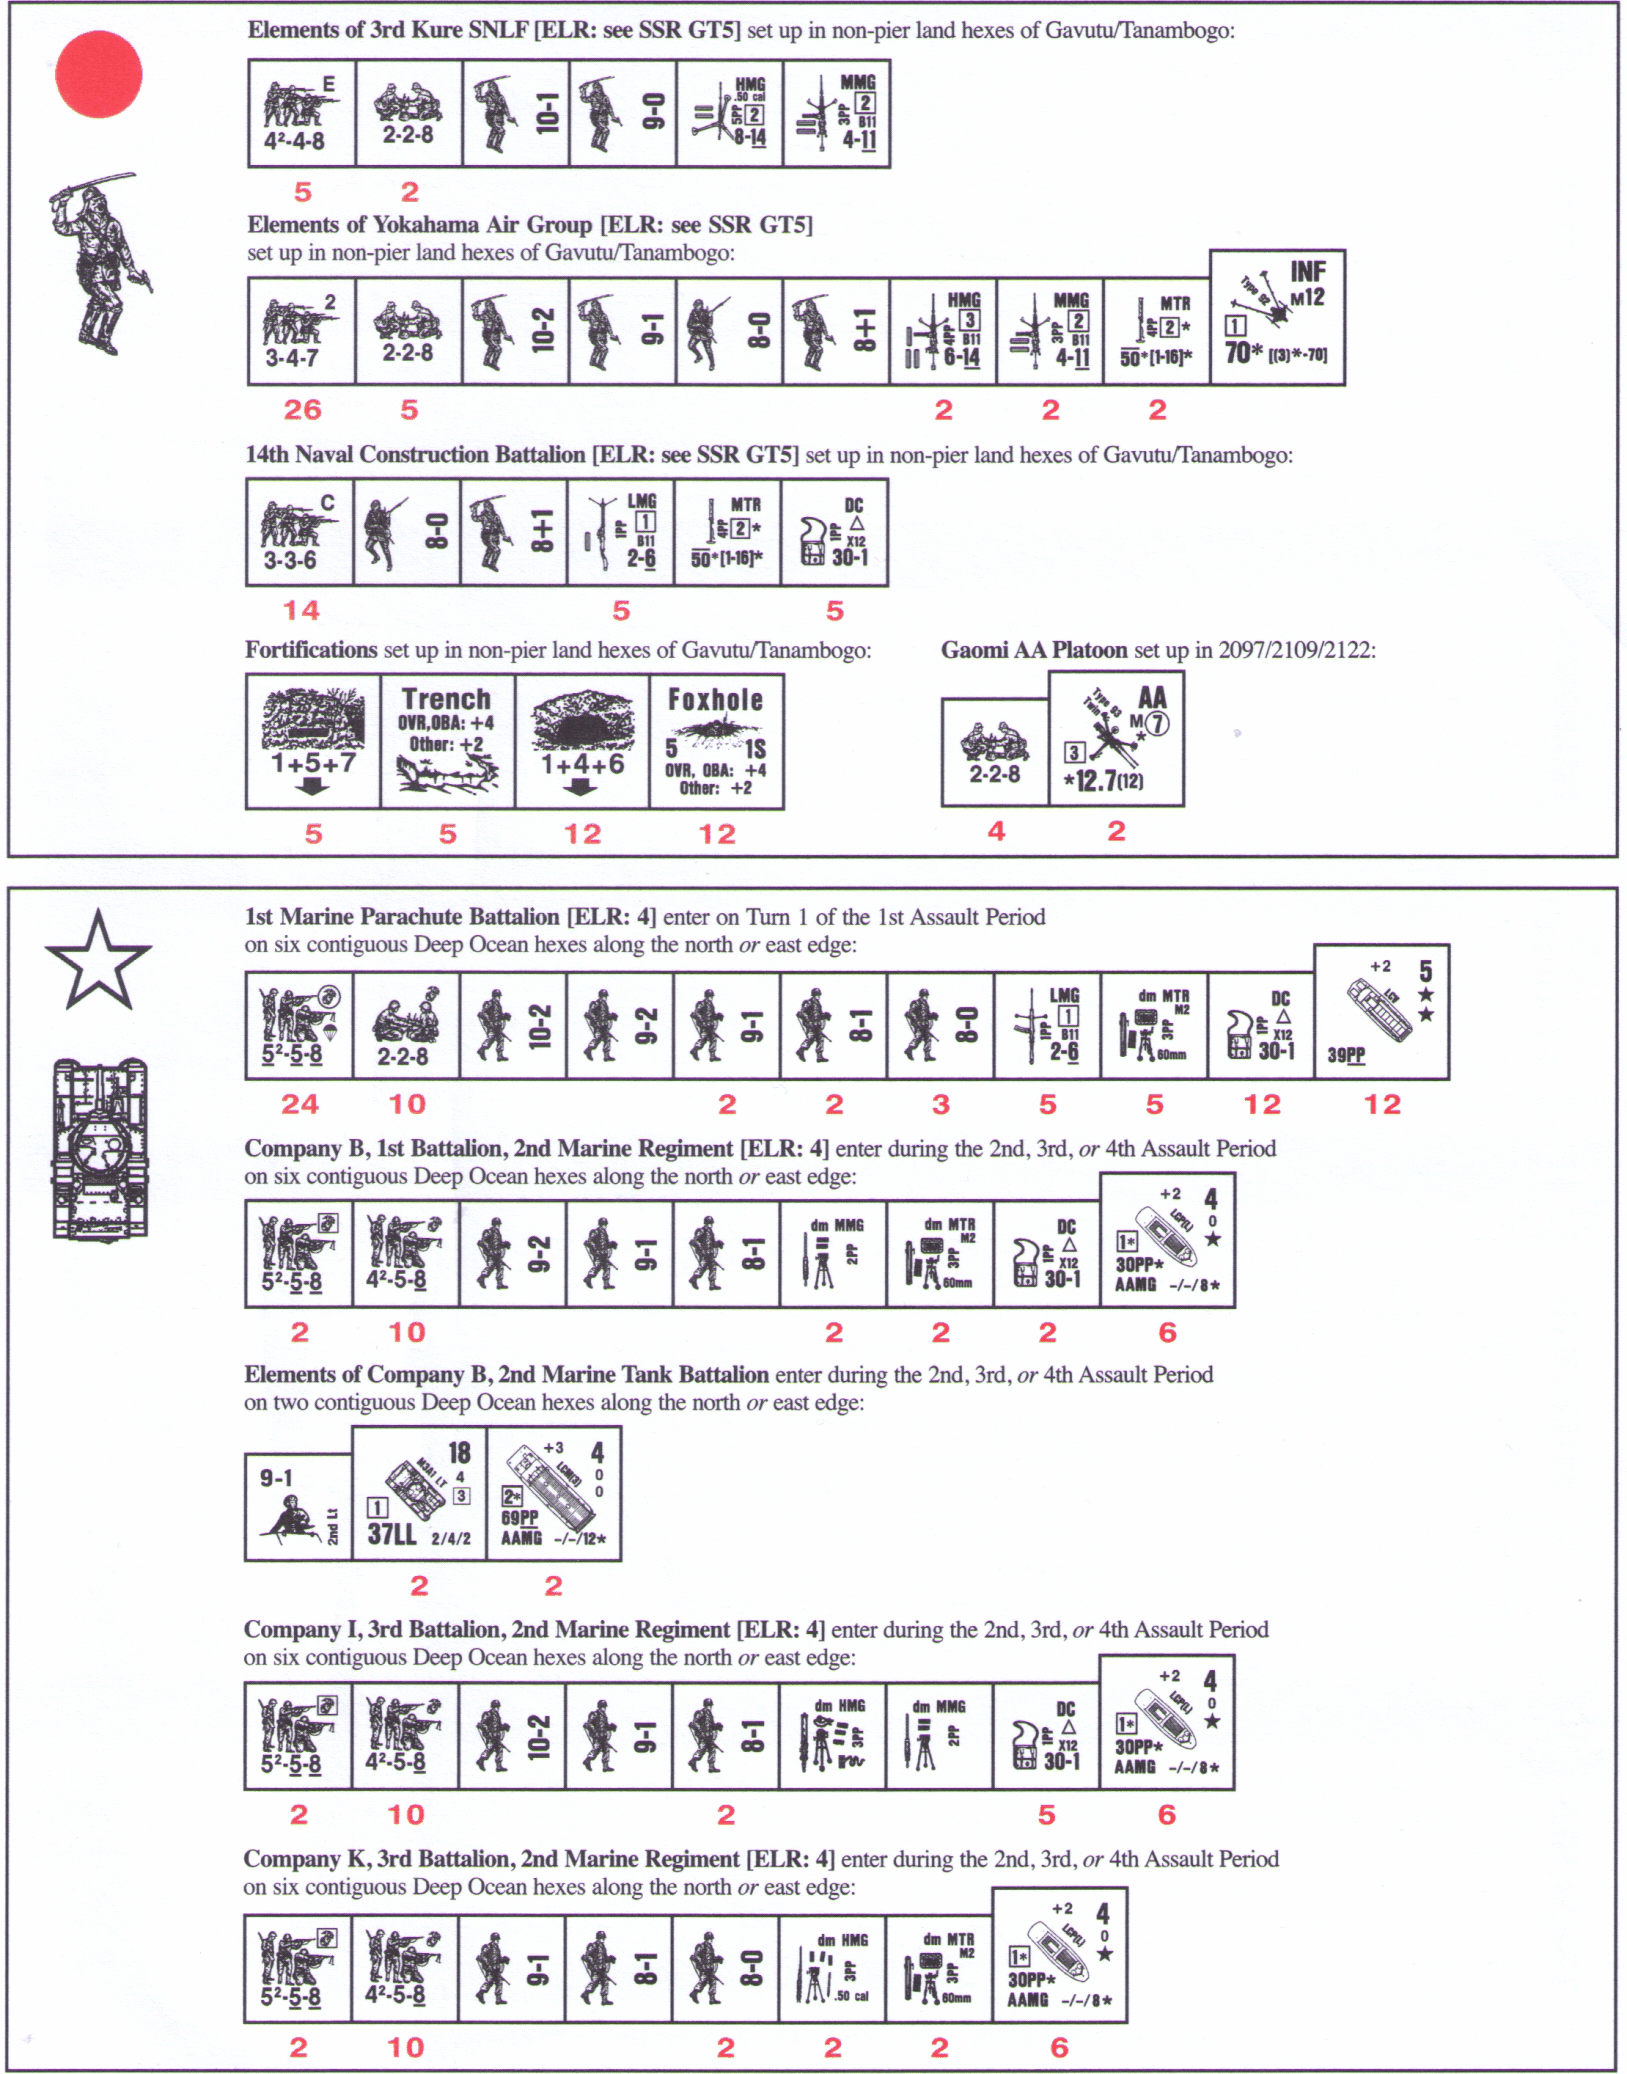 Elements of 3rd Kure SNLF [ELR: see SSR GT5] set up in non-pier land hexes of Gavutu/Tanambogo:
E
4²-4-8
2-2-8
10-1
9-0
HMG
.50 cal
5PP 2
8-14
MMG
2
3PP B11
4-11
5 2
Elements of Yokahama Air Group [ELR: see SSR GT5]
set up in non-pier land hexes of Gavutu/Tanambogo:
2
3-4-7
2-2-8
10-2
9-1
8-0
8+1
HMG
3
4PP B11
6-14
MMG
2
3PP B11
4-11
MTR
4PP 2*
50*[1-16]*
INF
Type 92
M12
1
70* [(3)*-70]
26 5 2 2 2
14th Naval Construction Battalion [ELR: see SSR GT5] set up in non-pier land hexes of Gavutu/Tanambogo:
C
3-3-6
8-0
8+1
LMG
1
1PP B11
2-6
MTR
4PP 2*
50*[1-16]*
DC
1PP △
X12
30-1
14 5 5
Fortifications set up in non-pier land hexes of Gavutu/Tanambogo:
1+5+7
Trench
OVR,OBA: +4
Other: +2
1+4+6
Foxhole
5 1S
OVR, OBA: +4
Other: +2
5 5 12 12
Gaomi AA Platoon set up in 2097/2109/2122:
2-2-8
AA
Type 93
M 7
*
3
*12.7(12)
4 2
1st Marine Parachute Battalion [ELR: 4] enter on Turn 1 of the 1st Assault Period
on six contiguous Deep Ocean hexes along the north or east edge:
5²-5-8
2-2-8
10-2
9-2
9-1
8-1
8-0
LMG
1
1PP B11
2-6
dm MTR
M2
3PP
60mm
DC
1PP △
X12
30-1
+2 5
LCV
39PP
24 10 2 2 3 5 5 12 12
Company B, 1st Battalion, 2nd Marine Regiment [ELR: 4] enter during the 2nd, 3rd, or 4th Assault Period
on six contiguous Deep Ocean hexes along the north or east edge:
5²-5-8
4²-5-8
9-2
9-1
8-1
dm MMG
2PP
dm MTR
M2
3PP
60mm
DC
1PP △
X12
30-1
+2 4
LCP(L) 0
1*
30PP*
AAMG -/-/8*
2 10 2 2 2 6
Elements of Company B, 2nd Marine Tank Battalion enter during the 2nd, 3rd, or 4th Assault Period
on two contiguous Deep Ocean hexes along the north or east edge:
9-1
2nd Lt
18
M3A1 LT 4
3
1
37LL 2/4/2
+3 4
LCM(3) 0
0
2*
69PP
AAMG -/-/12*
2 2
Company I, 3rd Battalion, 2nd Marine Regiment [ELR: 4] enter during the 2nd, 3rd, or 4th Assault Period
on six contiguous Deep Ocean hexes along the north or east edge:
5²-5-8
4²-5-8
10-2
9-1
8-1
dm HMG
3PP
dm MMG
2PP
DC
1PP △
X12
30-1
+2 4
LCP(L) 0
1*
30PP*
AAMG -/-/8*
2 10 2 5 6
Company K, 3rd Battalion, 2nd Marine Regiment [ELR: 4] enter during the 2nd, 3rd, or 4th Assault Period
on six contiguous Deep Ocean hexes along the north or east edge:
5²-5-8
4²-5-8
9-1
8-1
8-0
dm HMG
3PP
.50 cal
dm MTR
M2
3PP
60mm
+2 4
LCP(L) 0
1*
30PP*
AAMG -/-/8*
2 10 2 2 2 6